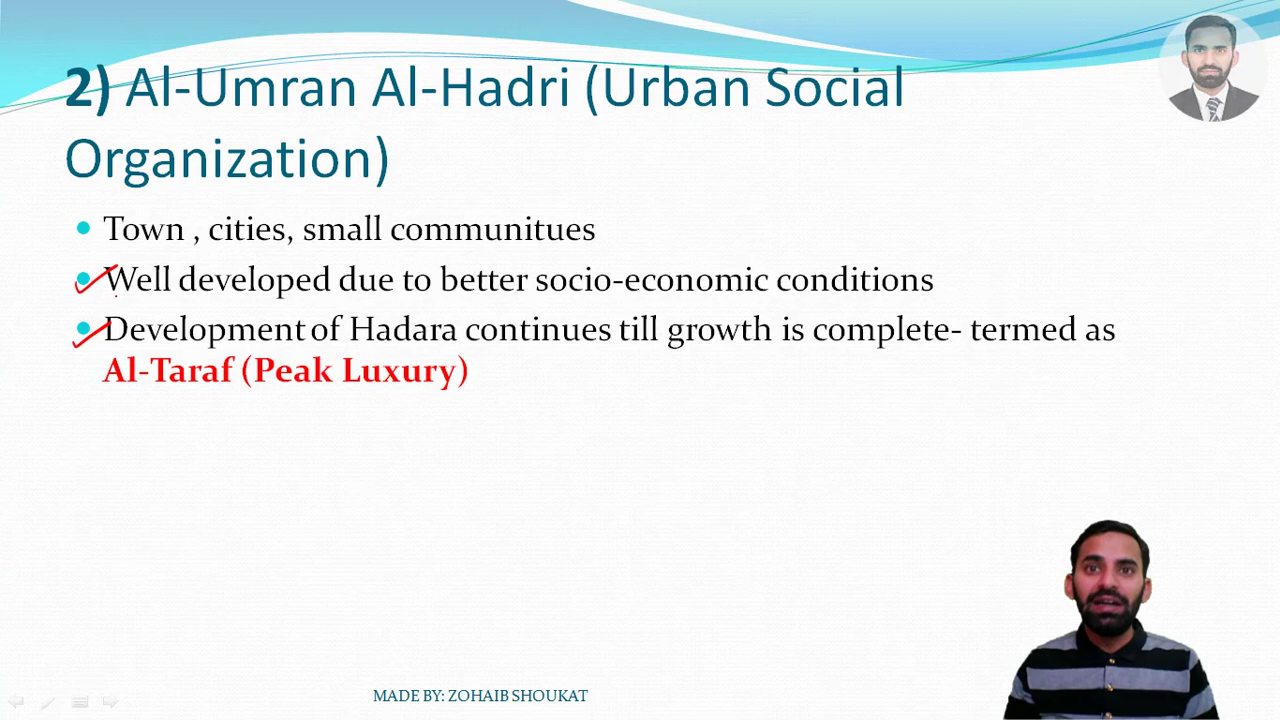 2) Al-Umran Al-Hadri (Urban Social
Organization)
Town , cities, small communitues
Well developed due to better socio-economic conditions
Development of Hadara continues till growth is complete- termed as
Al-Taraf (Peak Luxury)
MADE BY: ZOHAIB SHOUKAT